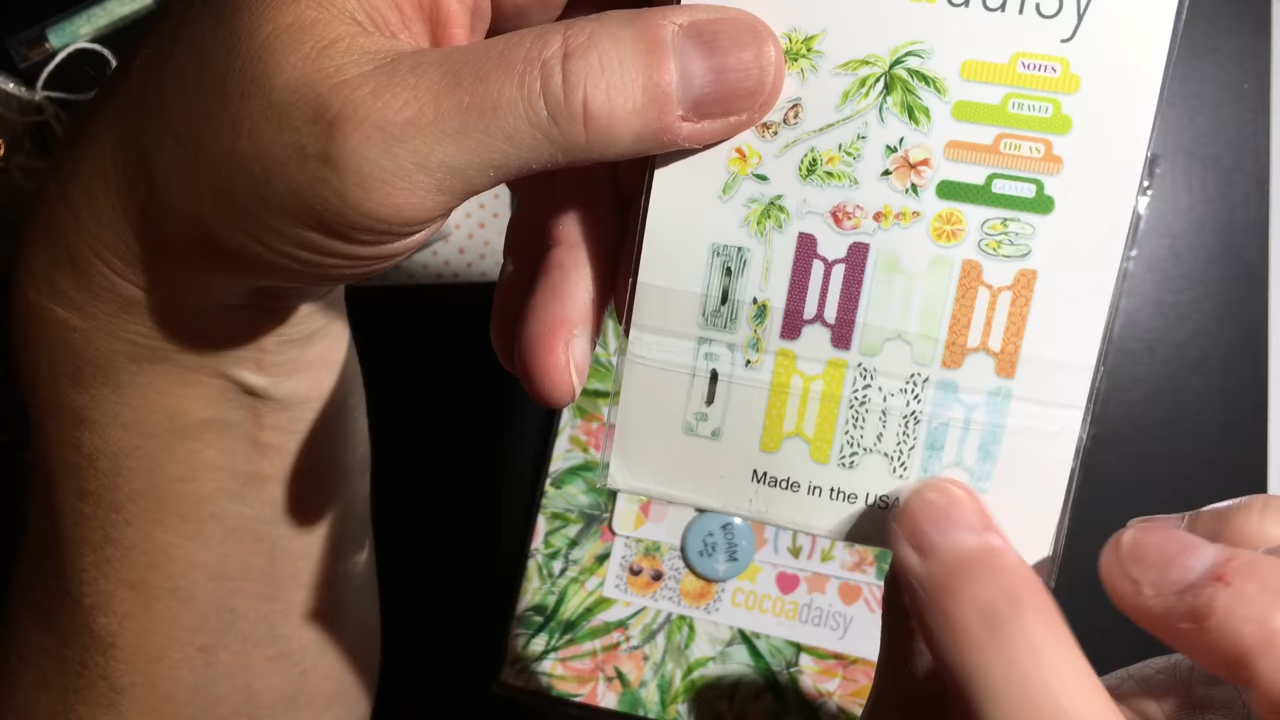 daisy
NOTES
TRAVEL
IDEAS
GOALS
Made in the USA
ROAM
cocoadaisy